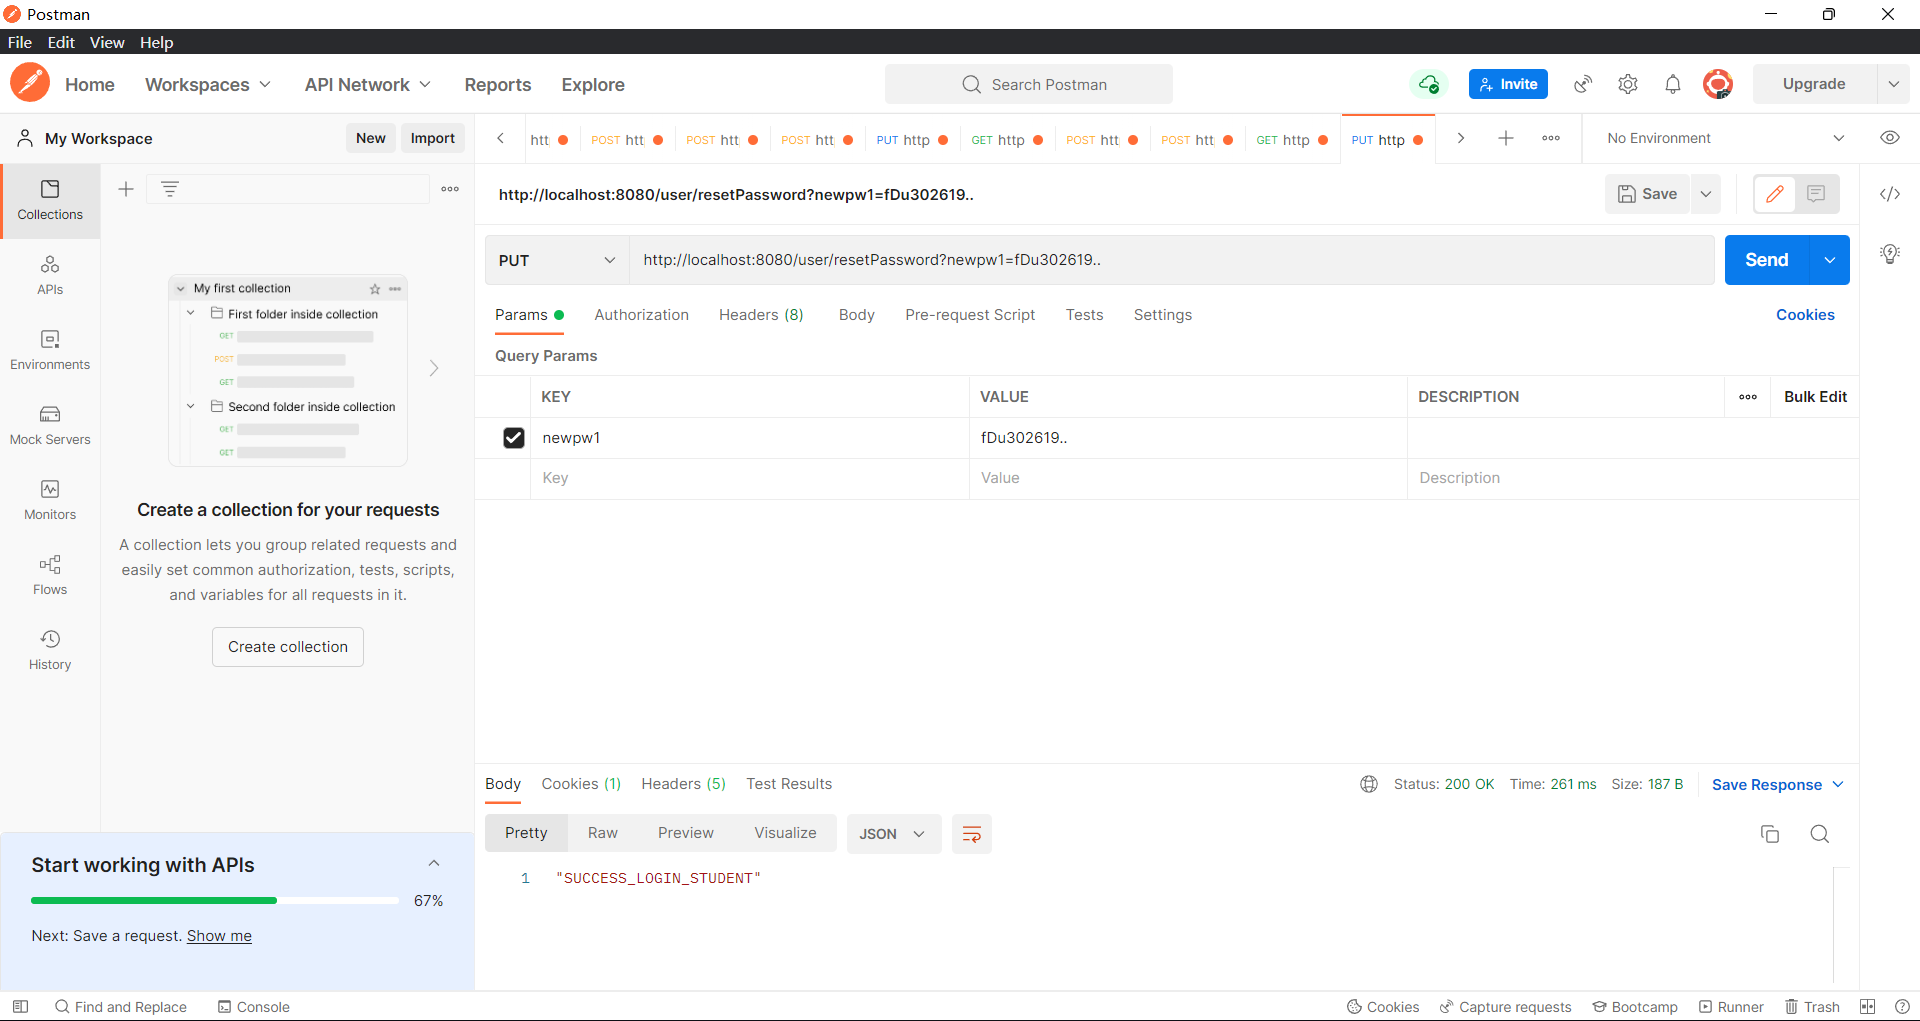 Postman
File Edit View Help
Home Workspaces API Network Reports Explore Search Postman Invite Upgrade
My Workspace New Import
htt POST htt POST htt POST htt PUT http GET http POST htt POST htt GET http PUT http No Environment
http://localhost:8080/user/resetPassword?newpw1=fDu302619.. Save
PUT http://localhost:8080/user/resetPassword?newpw1=fDu302619.. Send
Params Authorization Headers (8) Body Pre-request Script Tests Settings Cookies
Query Params
KEY VALUE DESCRIPTION Bulk Edit
newpw1 fDu302619..
Key Value Description
Collections
APIs
Environments
Mock Servers
Monitors
Flows
History
My first collection
First folder inside collection
GET
POST
GET
Second folder inside collection
GET
GET
Create a collection for your requests
A collection lets you group related requests and
easily set common authorization, tests, scripts,
and variables for all requests in it.
Create collection
Body Cookies (1) Headers (5) Test Results Status: 200 OK Time: 261 ms Size: 187 B Save Response
Pretty Raw Preview Visualize JSON
1 "SUCCESS_LOGIN_STUDENT"
Start working with APIs
67%
Next: Save a request. Show me
Find and Replace Console Cookies Capture requests Bootcamp Runner Trash